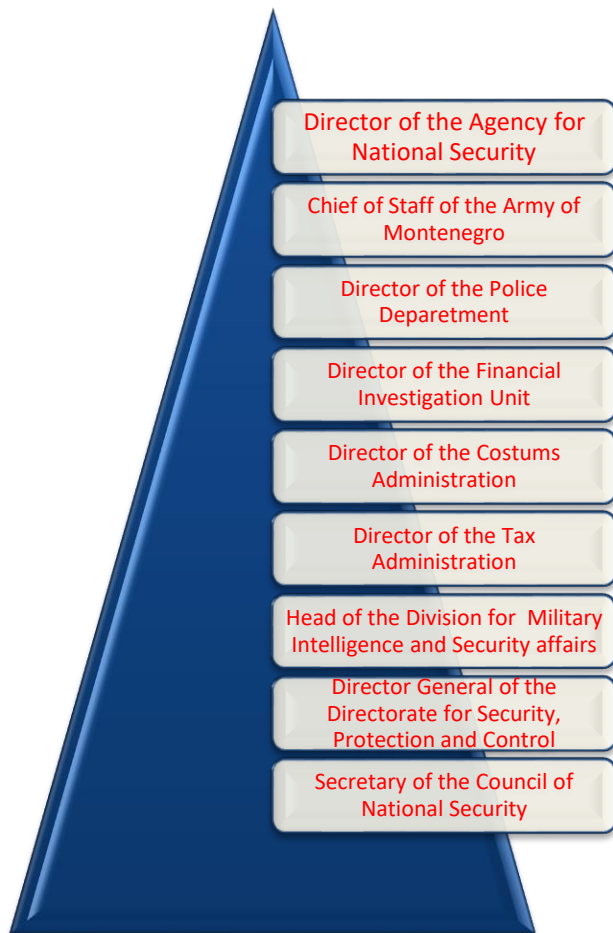 Director of the Agency for
National Security
Chief of Staff of the Army of
Montenegro
Director of the Police
Deparetment
Director of the Financial
Investigation Unit
Director of the Costums
Administration
Director of the Tax
Administration
Head of the Division for  Military
Intelligence and Security affairs
Director General of the
Directorate for Security,
Protection and Control
Secretary of the Council of
National Security